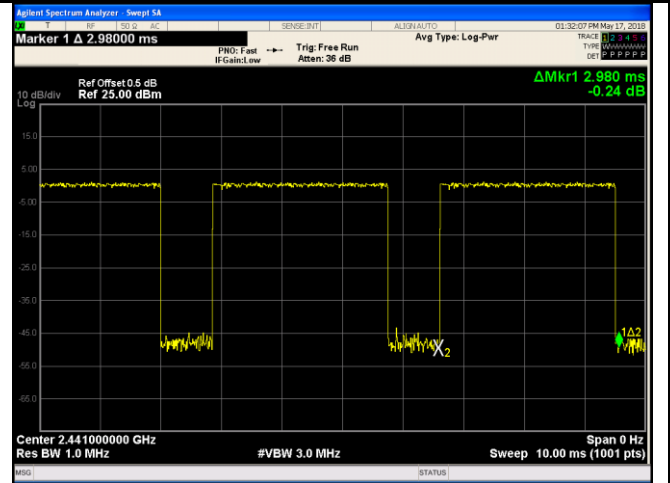 Agilent Spectrum Analyzer - Swept SA
T RF 50 Ω AC SENSE:INT ALIGN AUTO 01:32:07 PM May 17, 2018
Marker 1 Δ 2.98000 ms
PNO: Fast
IFGain:Low
Trig: Free Run
Atten: 36 dB
Avg Type: Log-Pwr
TRACE 1 2 3 4 5 6
TYPE W
DET P P P P P P
Ref Offset 0.5 dB
10 dB/div Ref 25.00 dBm
Log
ΔMkr1 2.980 ms
-0.24 dB
15.0
5.00
-5.00
-15.0
-25.0
-35.0
-45.0
-55.0
-65.0
1Δ2
X2
Center 2.441000000 GHz Span 0 Hz
Res BW 1.0 MHz #VBW 3.0 MHz Sweep 10.00 ms (1001 pts)
MSG STATUS